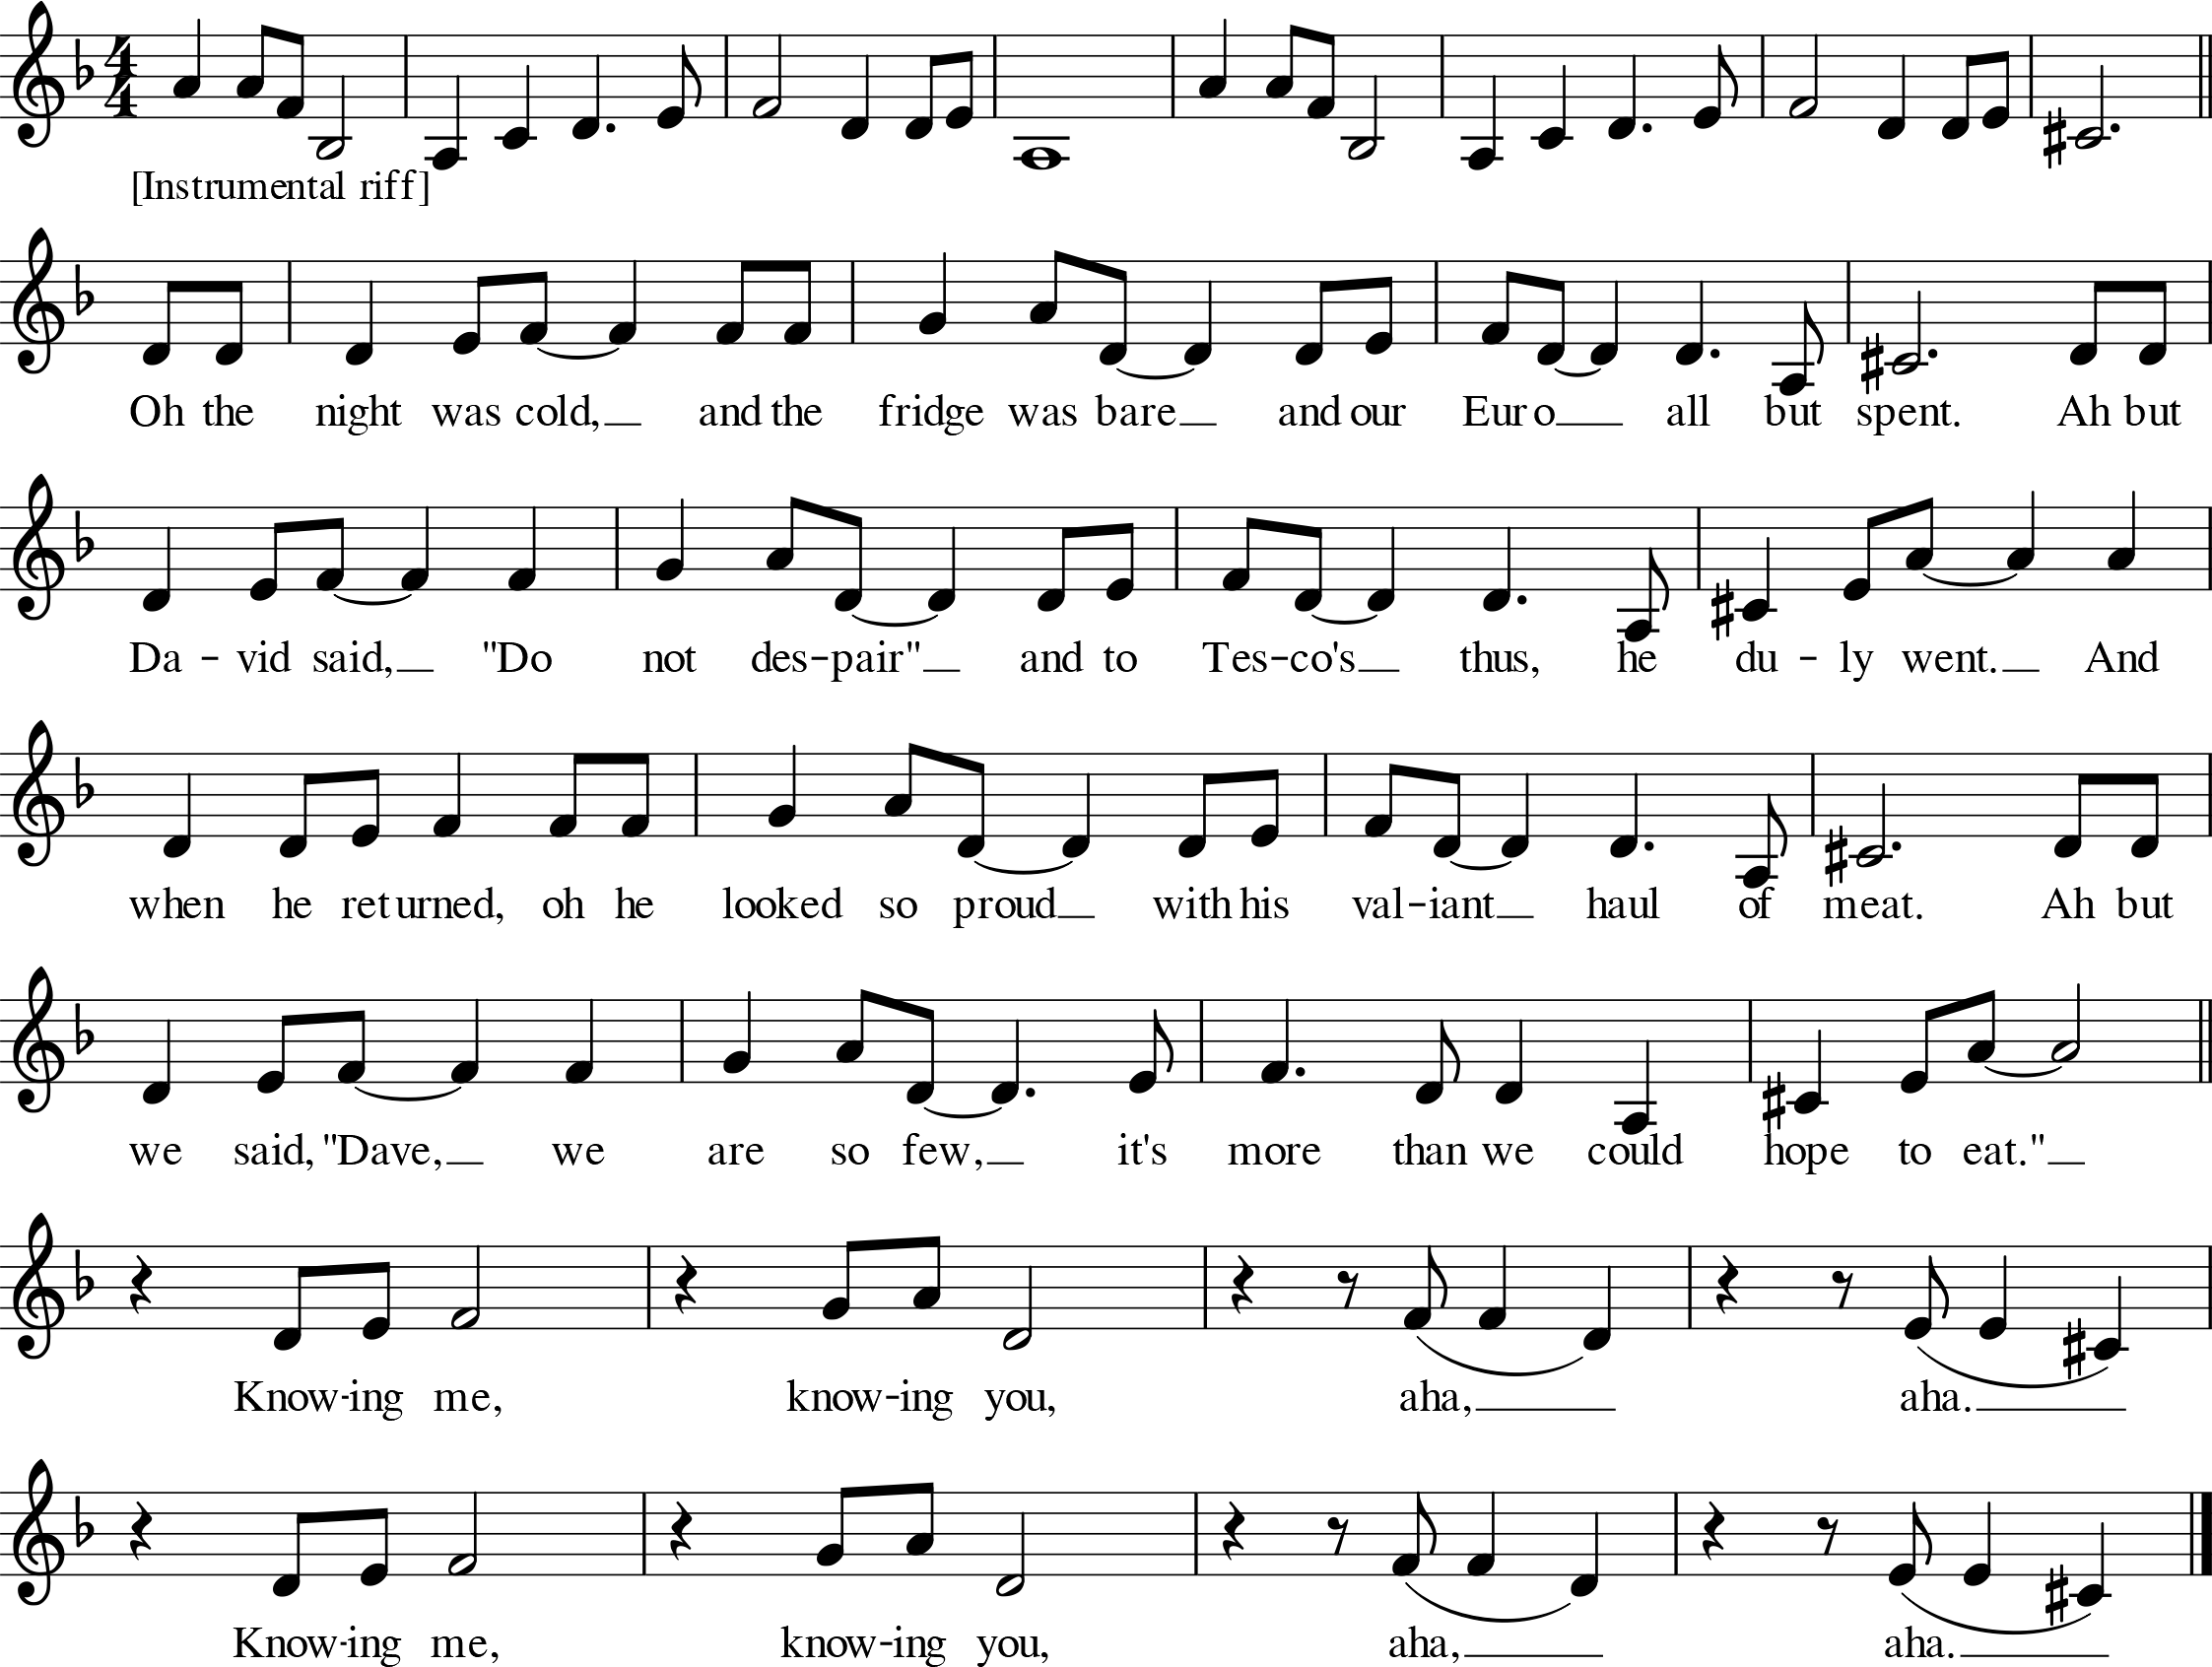 [Instrumental riff]
Oh the night was cold, and the fridge was bare and our Euro all but spent. Ah but
Da-vid said, "Do not des-pair" and to Tes-co's thus, he du-ly went. And
when he returned, oh he looked so proud with his val-iant haul of meat. Ah but
we said, "Dave, we are so few, it's more than we could hope to eat."
Know-ing me, know-ing you, aha, aha.
Know-ing me, know-ing you, aha, aha.